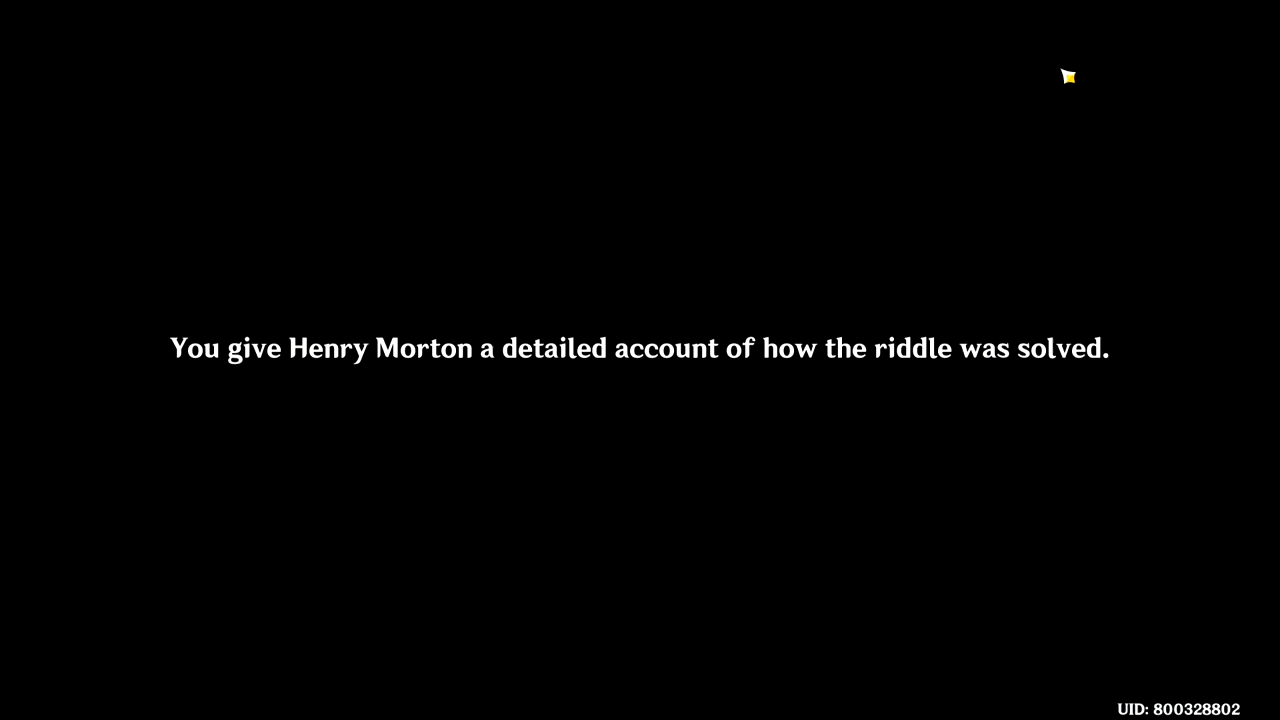 You give Henry Morton a detailed account of how the riddle was solved.
UID: 800328802